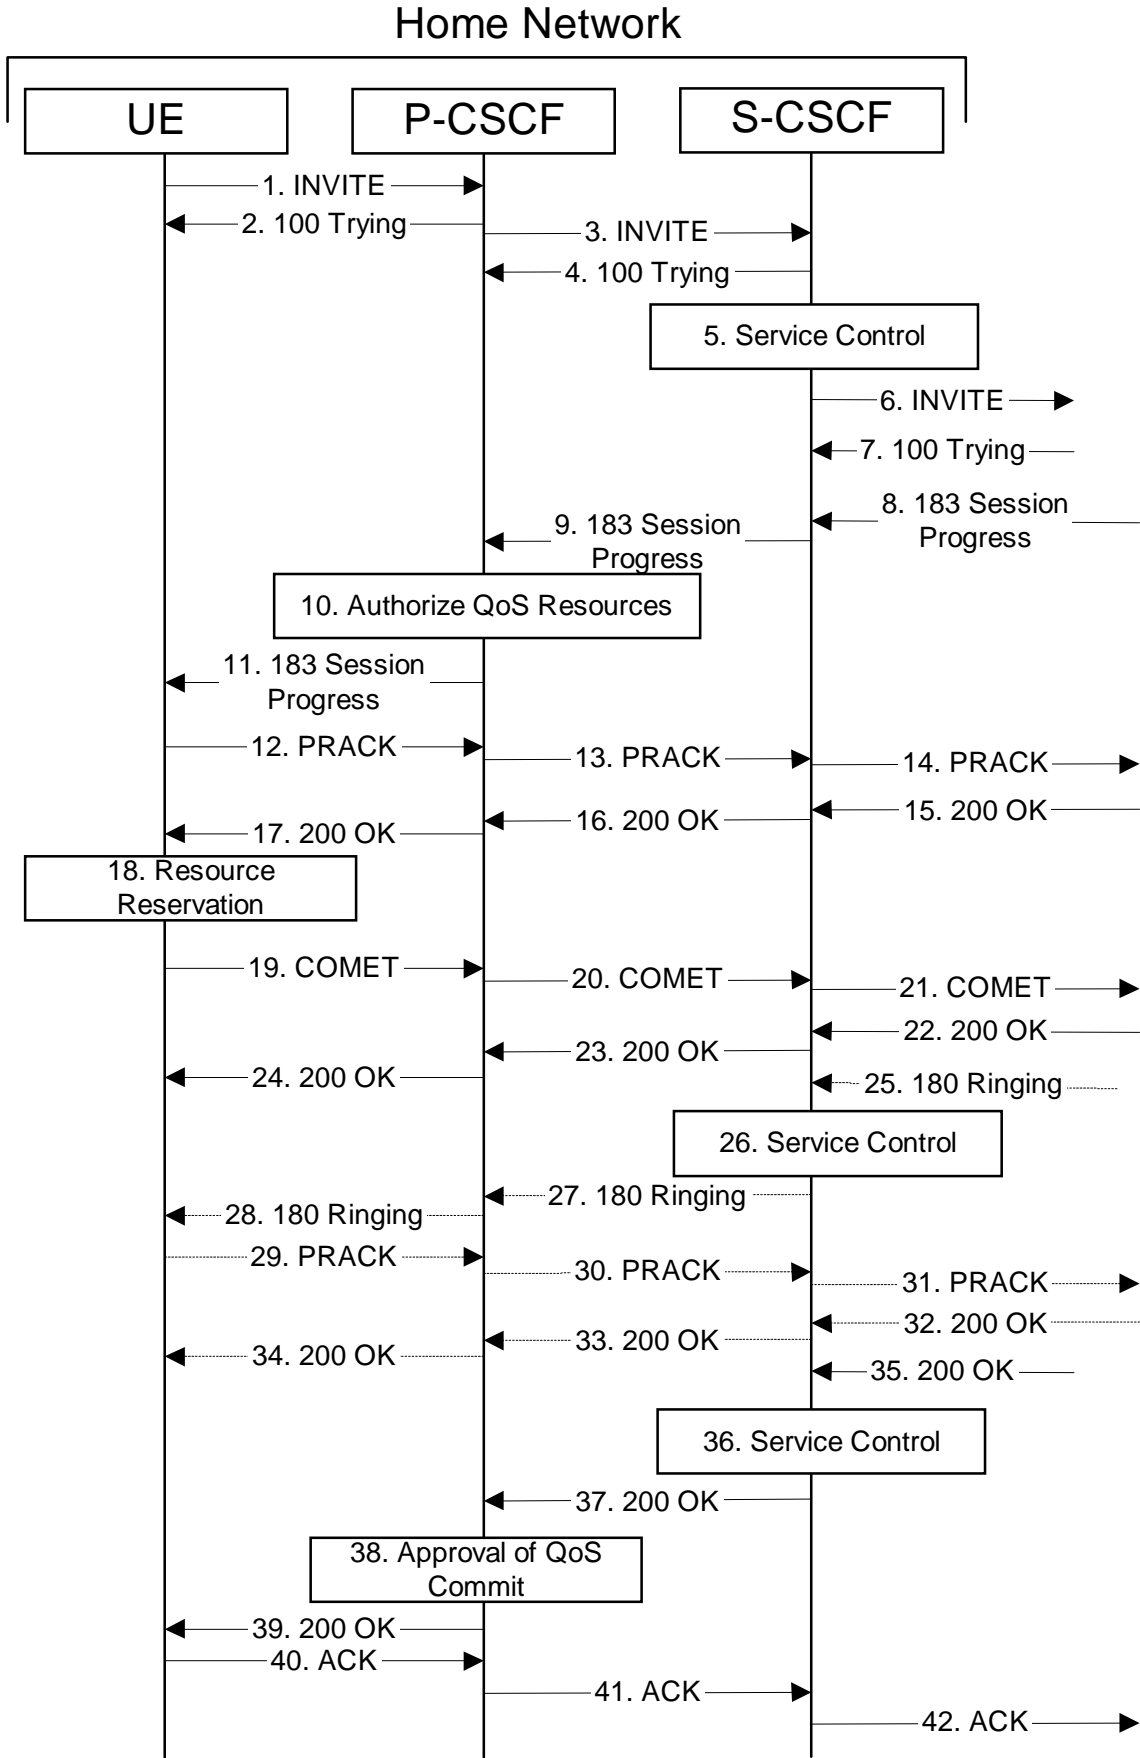 Home Network
UE
P-CSCF
S-CSCF
1. INVITE
2. 100 Trying
3. INVITE
4. 100 Trying
5. Service Control
6. INVITE
7. 100 Trying
8. 183 Session
Progress
9. 183 Session
Progress
10. Authorize QoS Resources
11. 183 Session
Progress
12. PRACK
13. PRACK
14. PRACK
15. 200 OK
16. 200 OK
17. 200 OK
18. Resource
Reservation
19. COMET
20. COMET
21. COMET
22. 200 OK
23. 200 OK
24. 200 OK
25. 180 Ringing
26. Service Control
27. 180 Ringing
28. 180 Ringing
29. PRACK
30. PRACK
31. PRACK
32. 200 OK
33. 200 OK
34. 200 OK
35. 200 OK
36. Service Control
37. 200 OK
38. Approval of QoS
Commit
39. 200 OK
40. ACK
41. ACK
42. ACK